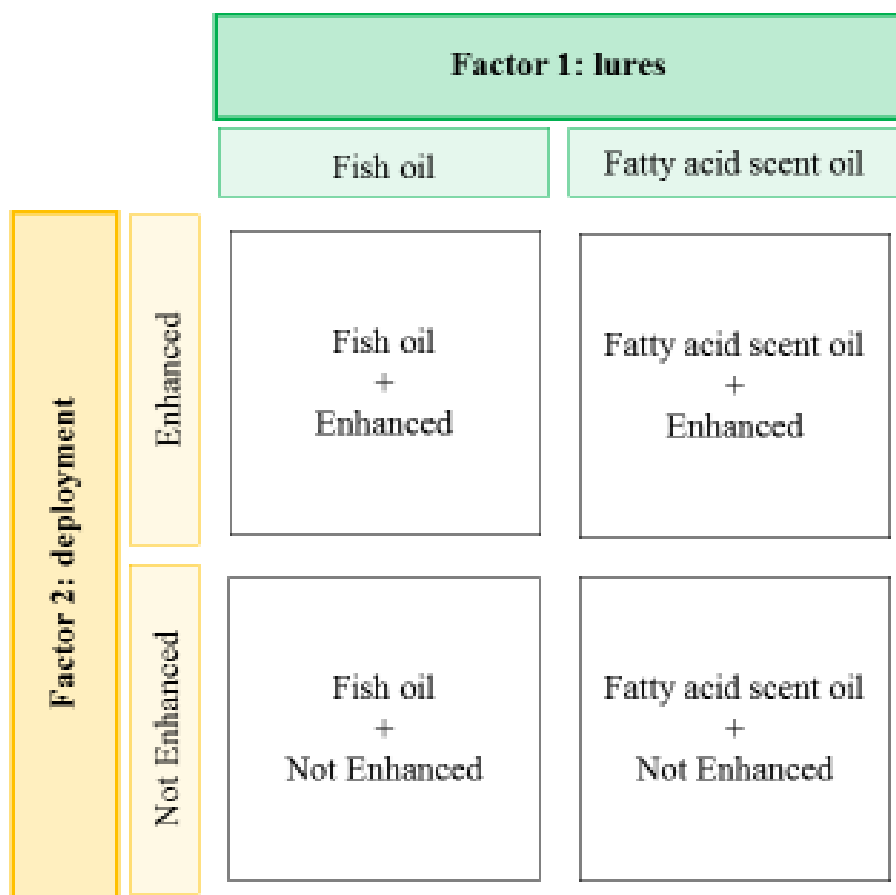 Factor 1: lures
Fish oil
Fatty acid scent oil
Factor 2: deployment
Enhanced
Fish oil
+
Enhanced
Fatty acid scent oil
+
Enhanced
Not Enhanced
Fish oil
+
Not Enhanced
Fatty acid scent oil
+
Not Enhanced